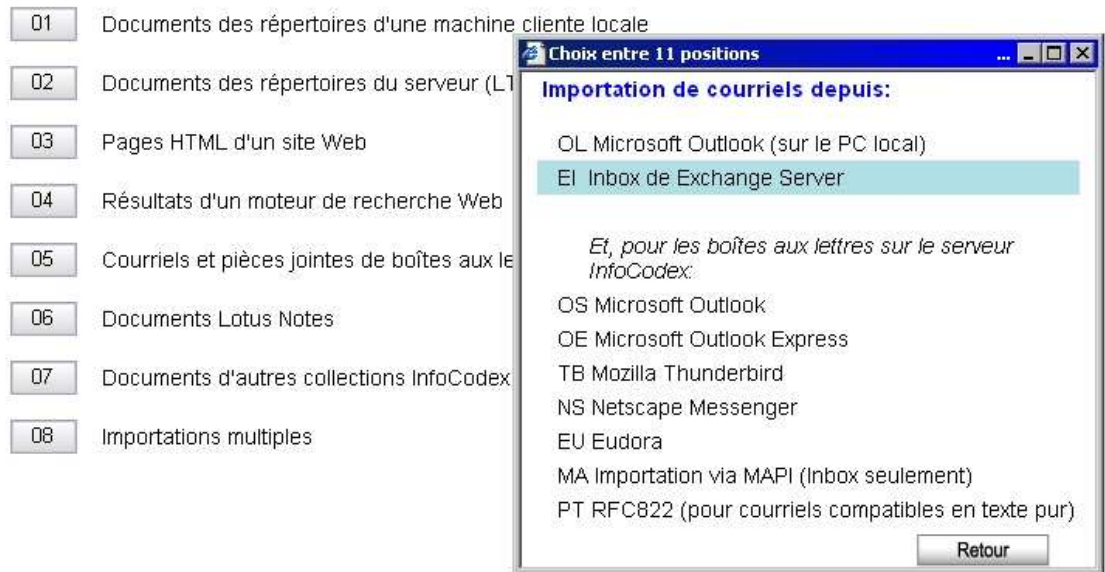 01 Documents des répertoires d'une machine cliente locale
02 Documents des répertoires du serveur (LT
03 Pages HTML d'un site Web
04 Résultats d'un moteur de recherche Web
05 Courriels et pièces jointes de boîtes aux le
06 Documents Lotus Notes
07 Documents d'autres collections InfoCodex
08 Importations multiples
Choix entre 11 positions ...
Importation de courriels depuis:
OL Microsoft Outlook (sur le PC local)
EI Inbox de Exchange Server
Et, pour les boîtes aux lettres sur le serveur
InfoCodex:
OS Microsoft Outlook
OE Microsoft Outlook Express
TB Mozilla Thunderbird
NS Netscape Messenger
EU Eudora
MA Importation via MAPI (Inbox seulement)
PT RFC822 (pour courriels compatibles en texte pur)
Retour